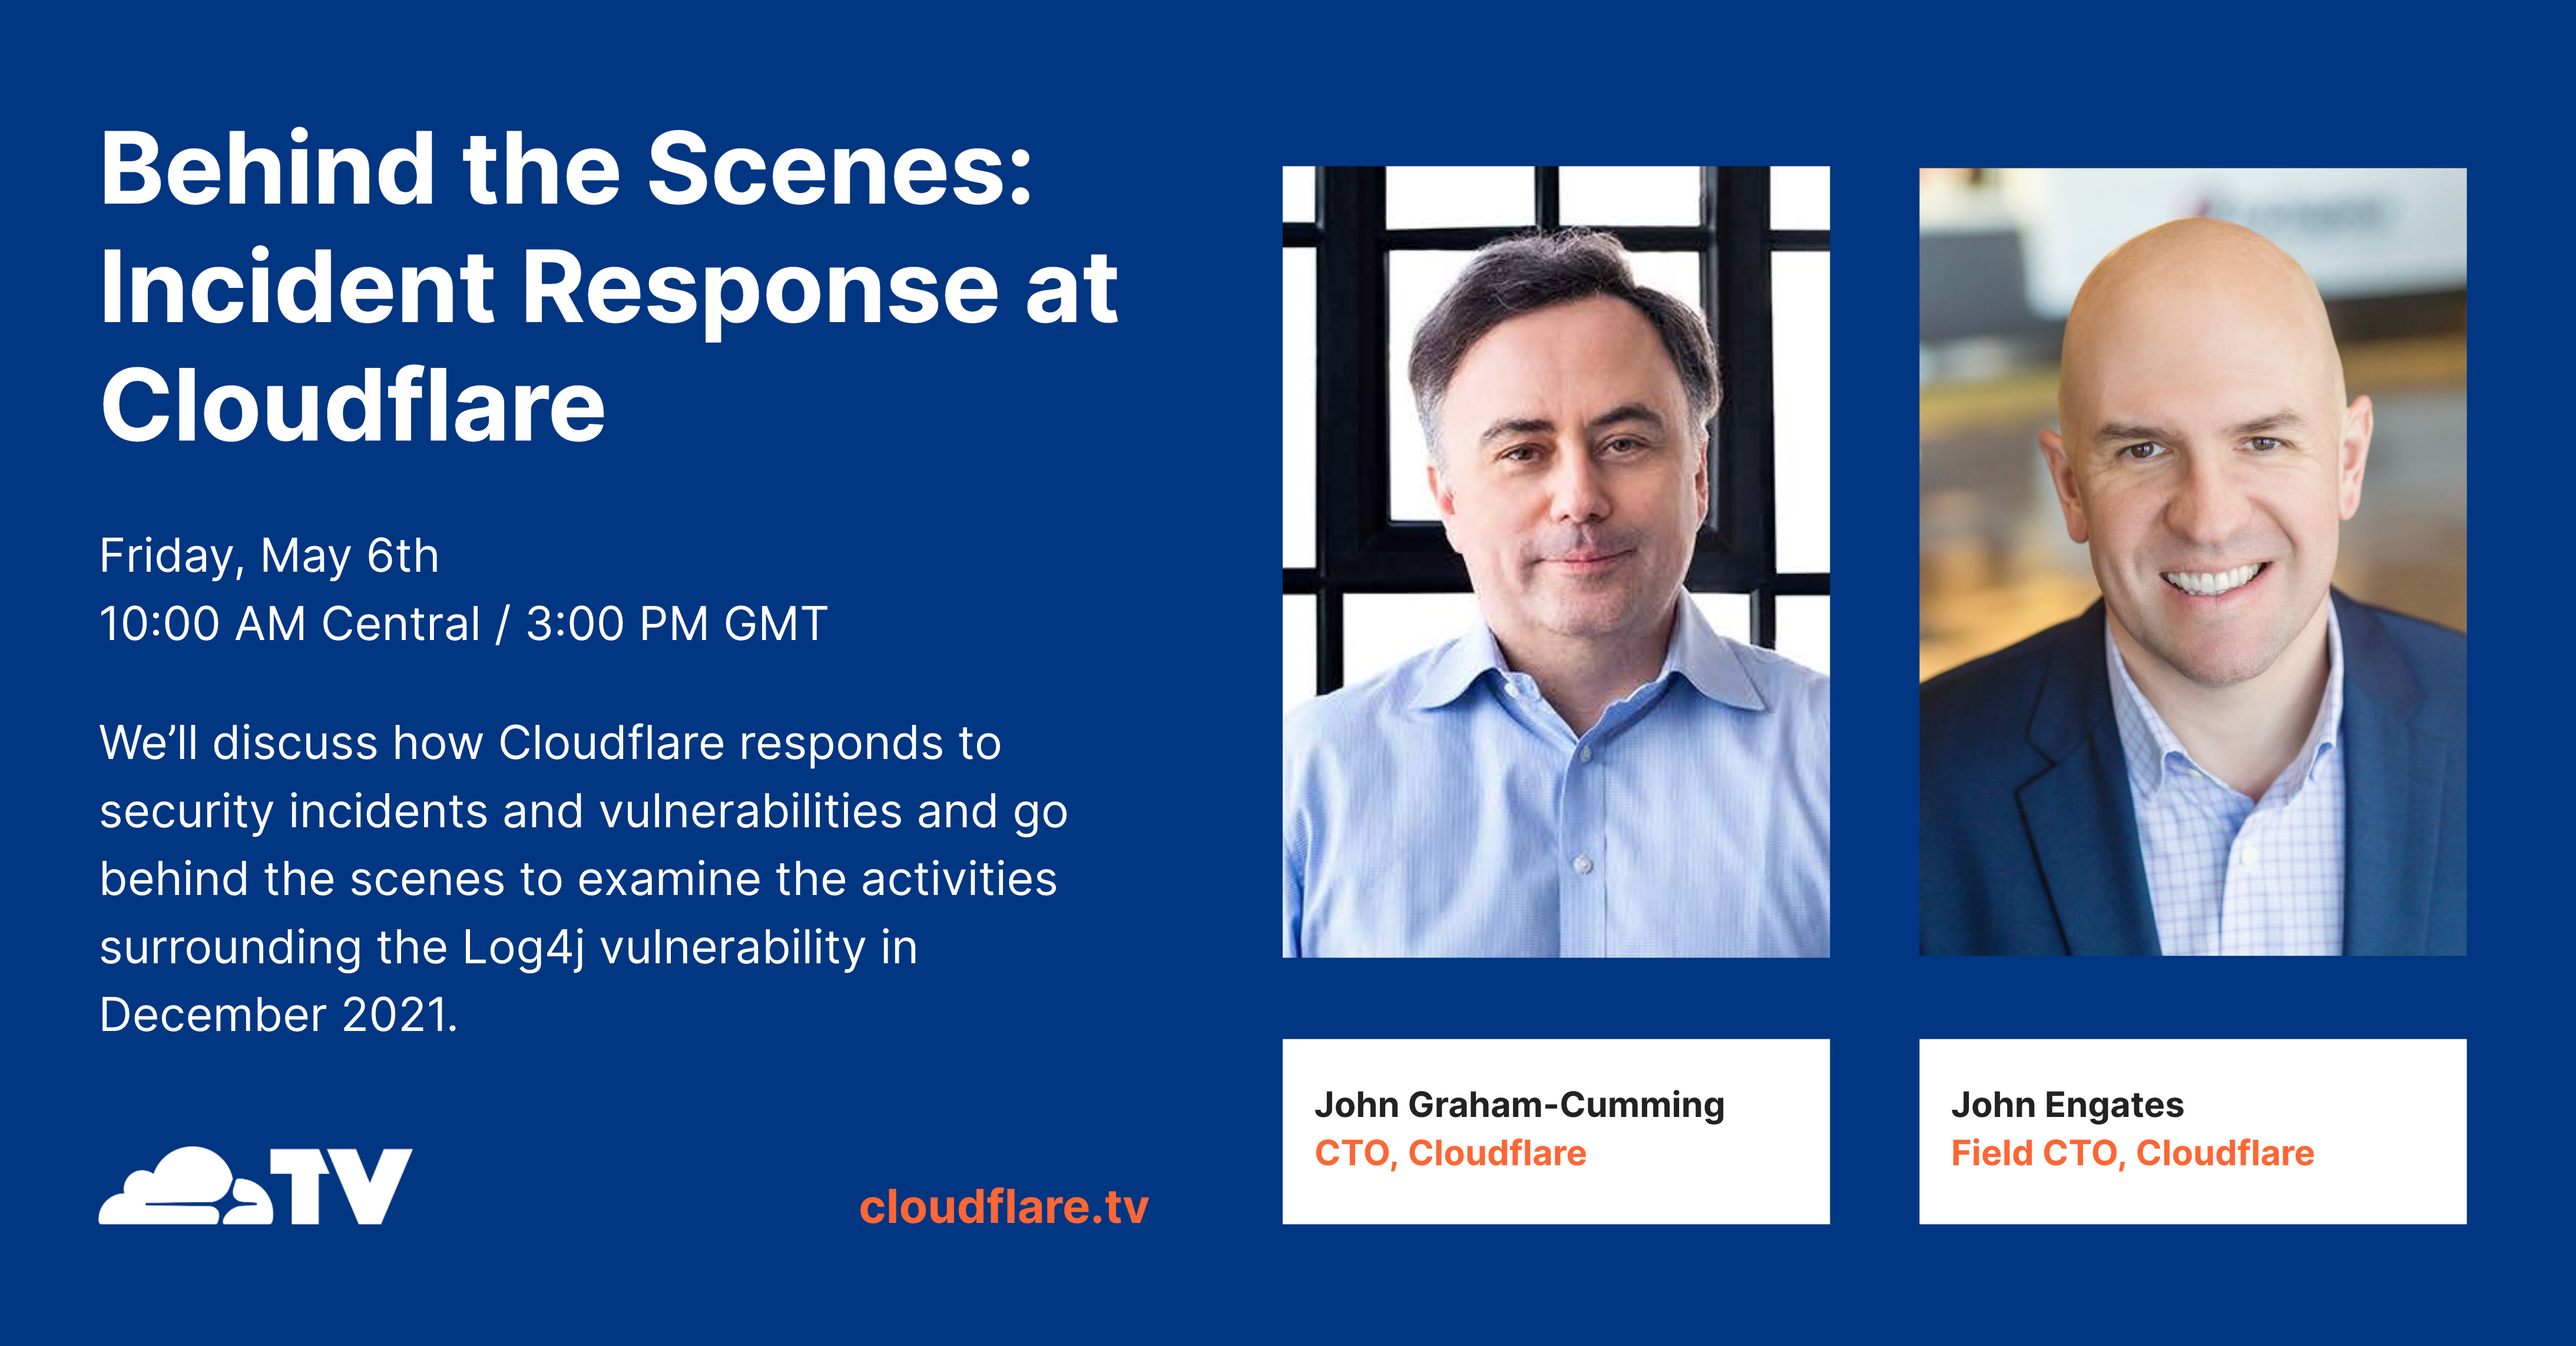 Behind the Scenes:
Incident Response at
Cloudflare
Friday, May 6th
10:00 AM Central / 3:00 PM GMT
We’ll discuss how Cloudflare responds to
security incidents and vulnerabilities and go
behind the scenes to examine the activities
surrounding the Log4j vulnerability in
December 2021.
TV
cloudflare.tv
John Graham-Cumming
CTO, Cloudflare
John Engates
Field CTO, Cloudflare